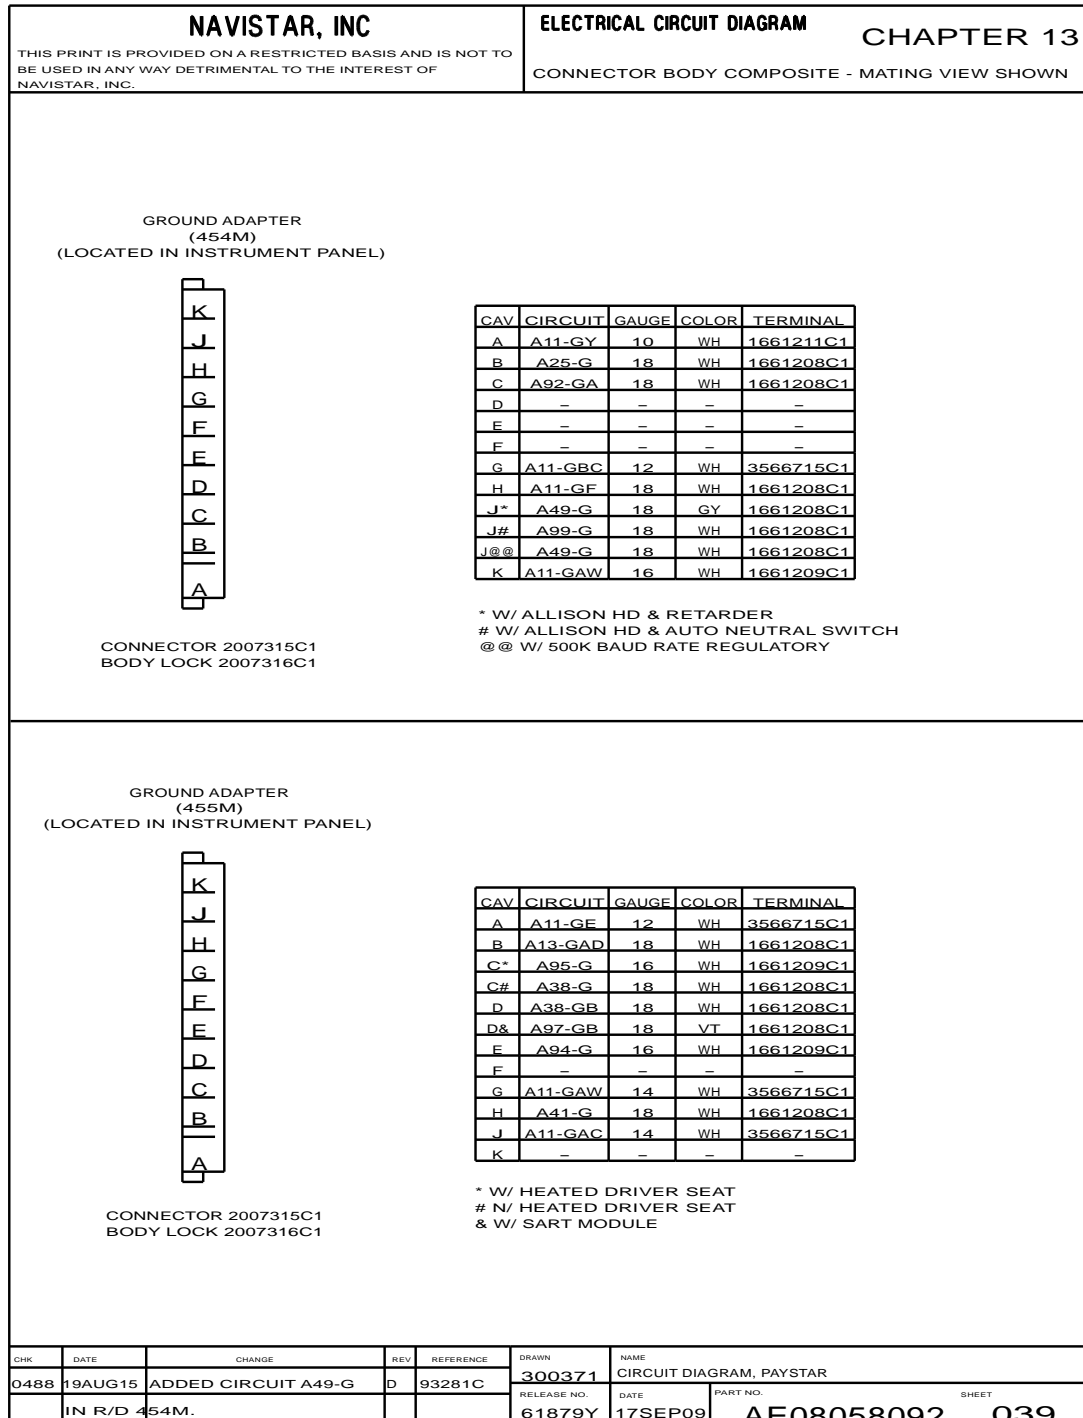 NAVISTAR, INC
THIS PRINT IS PROVIDED ON A RESTRICTED BASIS AND IS NOT TO
BE USED IN ANY WAY DETRIMENTAL TO THE INTEREST OF
NAVISTAR, INC.
ELECTRICAL CIRCUIT DIAGRAM
CHAPTER 13
CONNECTOR BODY COMPOSITE - MATING VIEW SHOWN
GROUND ADAPTER
(454M)
(LOCATED IN INSTRUMENT PANEL)
K
J
H
G
F
E
D
C
B
A
CONNECTOR 2007315C1
BODY LOCK 2007316C1
CAV CIRCUIT GAUGE COLOR TERMINAL
A A11-GY 10 WH 1661211C1
B A25-G 18 WH 1661208C1
C A92-GA 18 WH 1661208C1
D – – – –
E – – – –
F – – – –
G A11-GBC 12 WH 3566715C1
H A11-GF 18 WH 1661208C1
J* A49-G 18 GY 1661208C1
J# A99-G 18 WH 1661208C1
J@@ A49-G 18 WH 1661208C1
K A11-GAW 16 WH 1661209C1
* W/ ALLISON HD & RETARDER
# W/ ALLISON HD & AUTO NEUTRAL SWITCH
@@ W/ 500K BAUD RATE REGULATORY
GROUND ADAPTER
(455M)
(LOCATED IN INSTRUMENT PANEL)
K
J
H
G
F
E
D
C
B
A
CONNECTOR 2007315C1
BODY LOCK 2007316C1
CAV CIRCUIT GAUGE COLOR TERMINAL
A A11-GE 12 WH 3566715C1
B A13-GAD 18 WH 1661208C1
C* A95-G 16 WH 1661209C1
C# A38-G 18 WH 1661208C1
D A38-GB 18 WH 1661208C1
D& A97-GB 18 VT 1661208C1
E A94-G 16 WH 1661209C1
F – – – –
G A11-GAW 14 WH 3566715C1
H A41-G 18 WH 1661208C1
J A11-GAC 14 WH 3566715C1
K – – – –
* W/ HEATED DRIVER SEAT
# N/ HEATED DRIVER SEAT
& W/ SART MODULE
CHK DATE CHANGE REV REFERENCE
0488 19AUG15 ADDED CIRCUIT A49-G D 93281C
IN R/D 454M.
DRAWN
300371
NAME
CIRCUIT DIAGRAM, PAYSTAR
RELEASE NO.
61879Y
DATE
17SEP09
PART NO.
AE08058092
SHEET
039